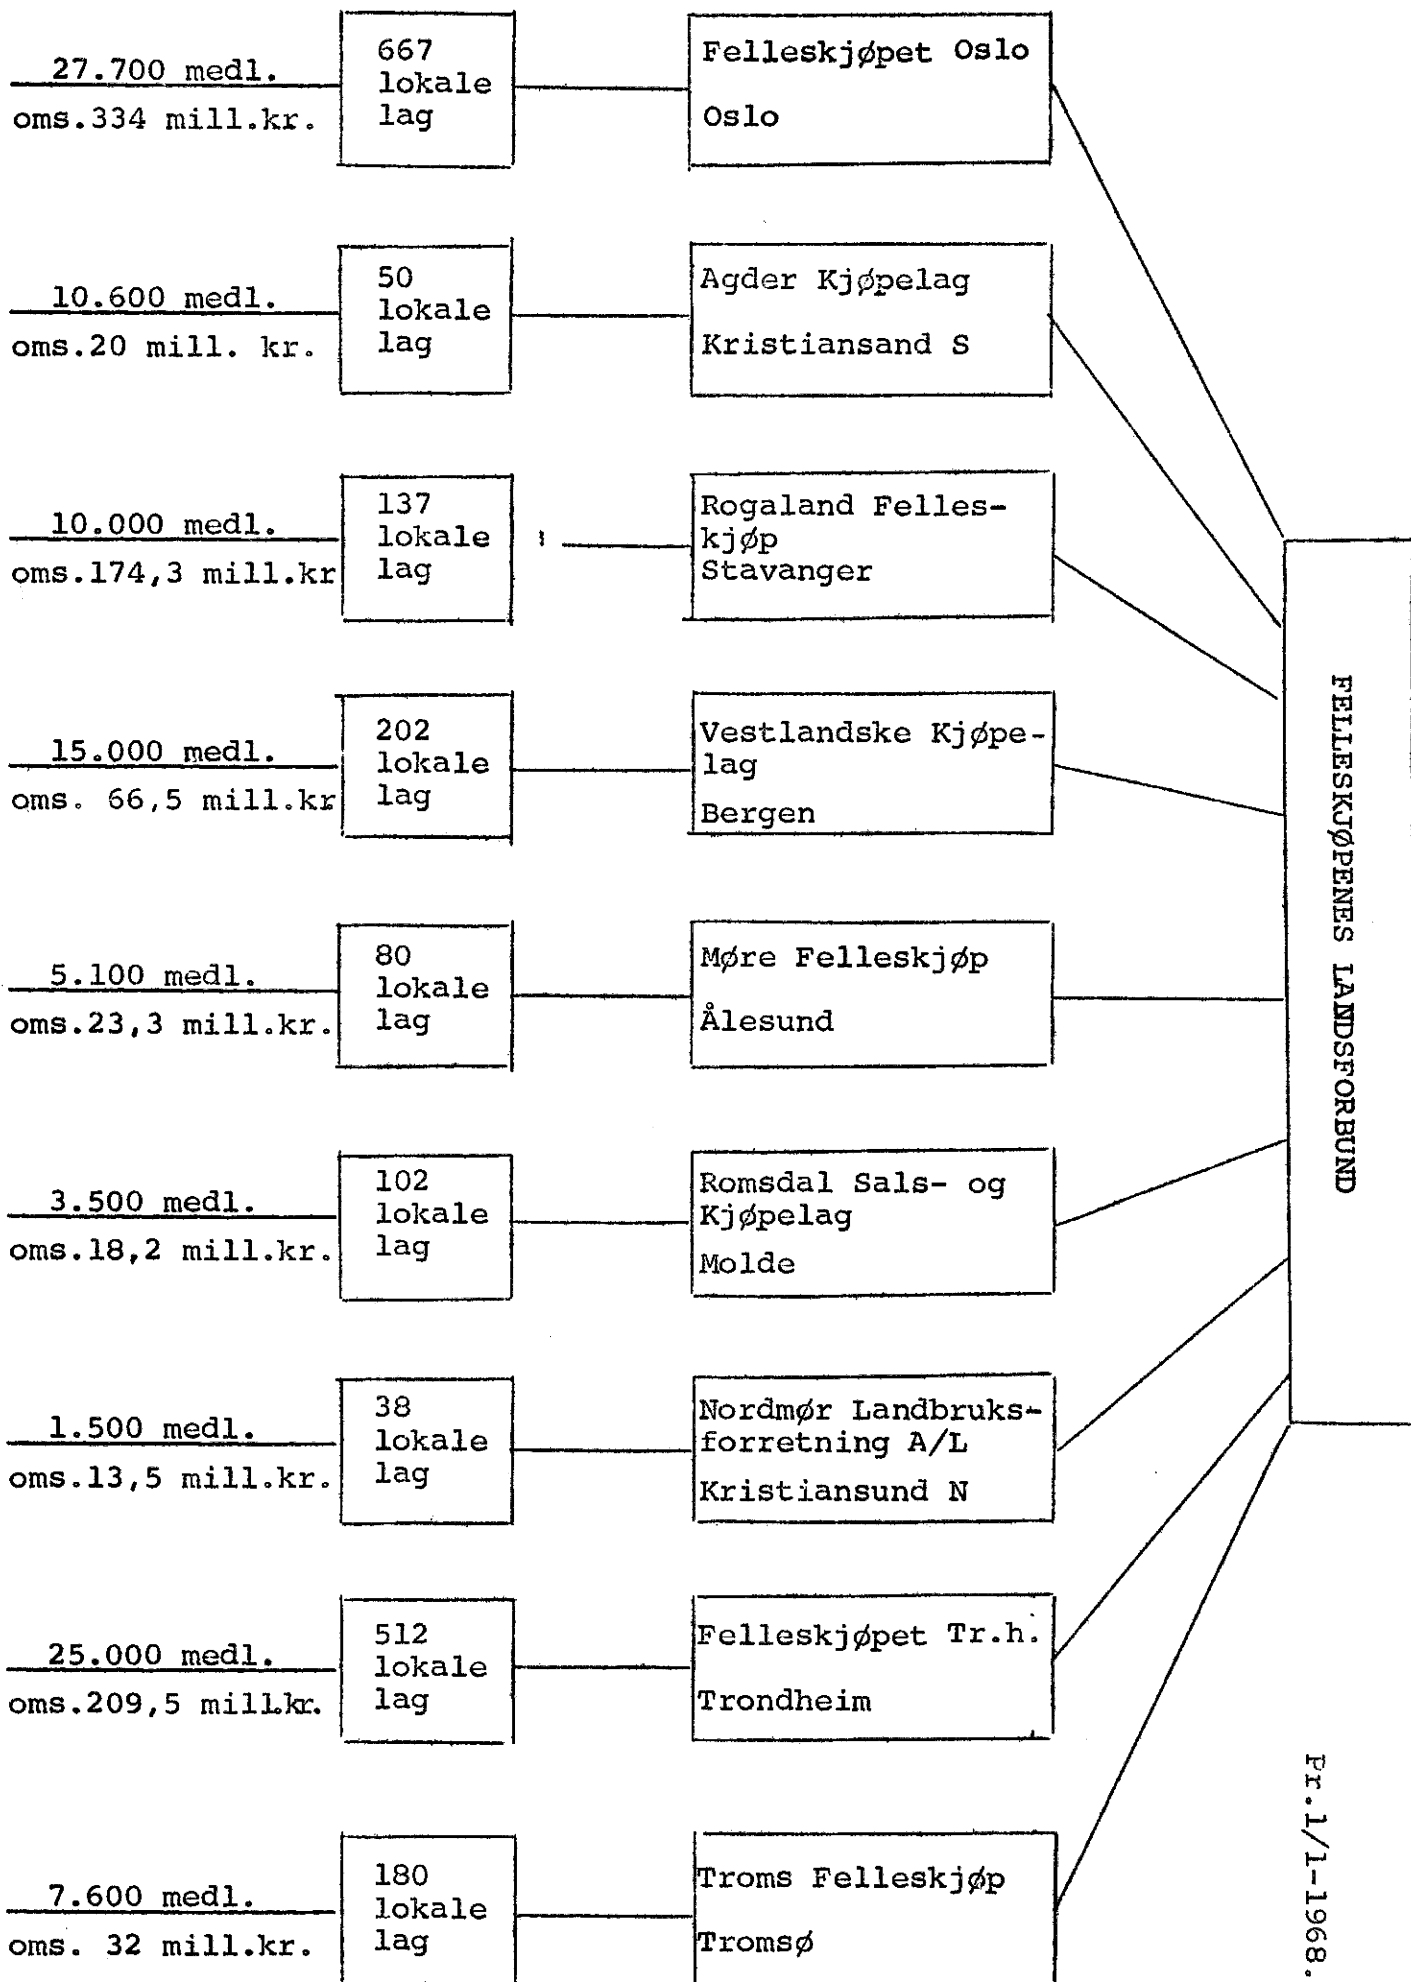 27.700 medl.
oms.334 mill.kr.
667
lokale
lag
Felleskjøpet Oslo
Oslo
10.600 medl.
oms.20 mill. kr.
50
lokale
lag
Agder Kjøpelag
Kristiansand S
10.000 medl.
oms.174,3 mill.kr
137
lokale
lag
Rogaland Felles-
kjøp
Stavanger
15.000 medl.
oms. 66,5 mill.kr
202
lokale
lag
Vestlandske Kjøpe-
lag
Bergen
5.100 medl.
oms.23,3 mill.kr.
80
lokale
lag
Møre Felleskjøp
Ålesund
3.500 medl.
oms.18,2 mill.kr.
102
lokale
lag
Romsdal Sals- og
Kjøpelag
Molde
1.500 medl.
oms.13,5 mill.kr.
38
lokale
lag
Nordmør Landbruks-
forretning A/L
Kristiansund N
25.000 medl.
oms.209,5 mill.kr.
512
lokale
lag
Felleskjøpet Tr.h.
Trondheim
7.600 medl.
oms. 32 mill.kr.
180
lokale
lag
Troms Felleskjøp
Tromsø
FELLESKJØPENES LANDSFORBUND
Pr.1/1-1968.